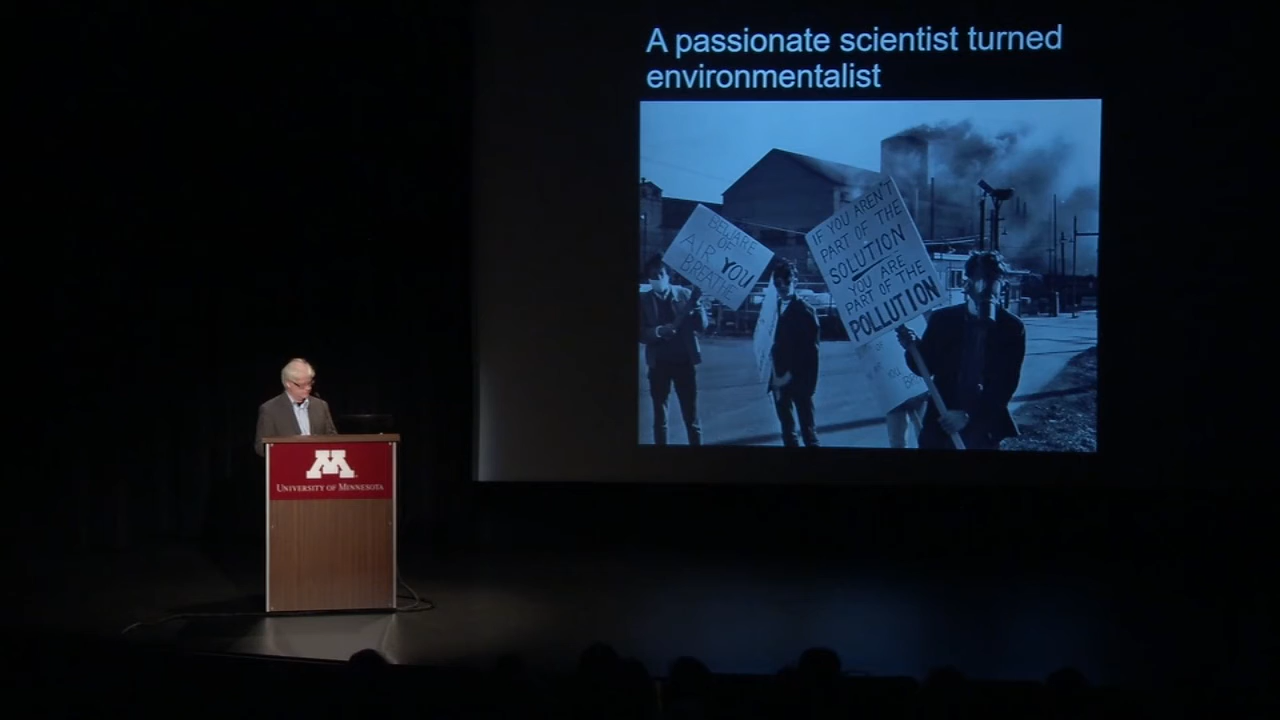 A passionate scientist turned
environmentalist
BEWARE
OF
AIR YOU
BREATHE
IF YOU AREN'T
PART OF THE
SOLUTION
YOU ARE
PART OF THE
POLLUTION
M
UNIVERSITY OF MINNESOTA